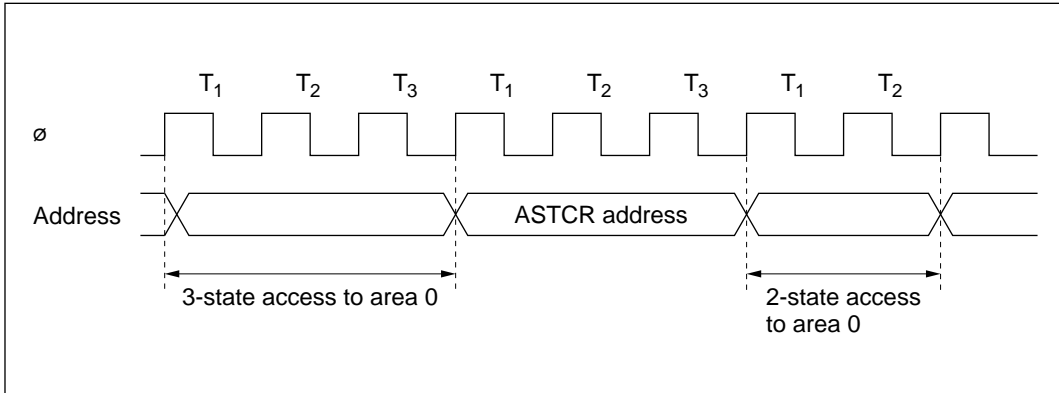 T1 T2 T3 T1 T2 T3 T1 T2
ø
Address
ASTCR address
3-state access to area 0
2-state access
to area 0